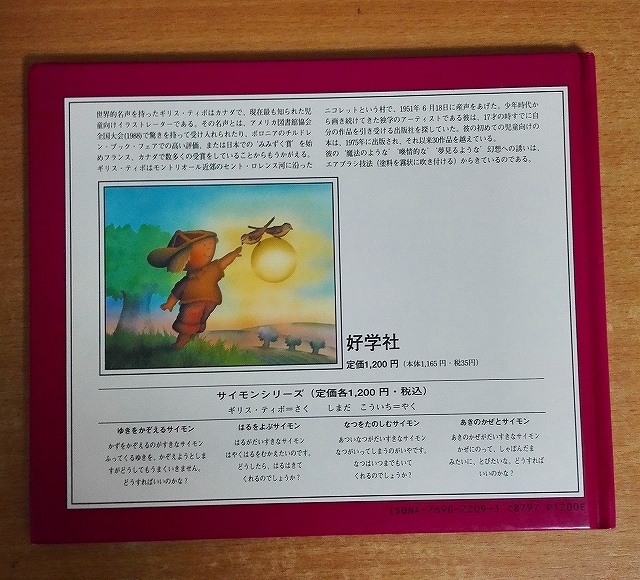 世界的名声を持ったギリス・ティボはカナダで、現在最も知られた児
童向けイラストレーターである。その名声とは、アメリカ図書館協会
全国大会(1988)で驚きを持って受け入れられたり、ボロニアのチルドレ
ン・ブック・フェアでの高い評価、または日本での"みみずく賞"を始
めフランス、カナダで数多くの受賞をしていることからもうかがえる。
ギリス・ティボはモントリオール近郊のセント・ロレンス河に沿った
ニコレットという村で、1951年 6 月18日に産声をあげた。少年時代か
ら画き続けてきた独学のアーティストである彼は、17才の時すでに自
分の作品を引き受ける出版社を探していた。彼の初めての児童向けの
本は、1975年に出版され、それ以来30作品を越えている。
彼の"魔法のような""喚情的な""夢見るような"幻想への誘いは、
エアブラシ技法（塗料を霧状に吹き付ける）からきているのである。
好学社
定価1,200円（本体1,165円・税35円）
サイモンシリーズ（定価各1,200円・税込）
ギリス・ティボ＝さく　しまだ　こういち＝やく
ゆきをかぞえるサイモン
かずをかぞえるのがすきなサイモン
ふってくるゆきを、かぞえようとしま
すがどうしてもうまくいきません。
どうすればいいのかな？
はるをよぶサイモン
はるがだいすきなサイモン
はやくはるをむかえたいのです。
どうしたら、はるはきて
くれるのでしょうか？
なつをたのしむサイモン
あついなつがだいすきなサイモン
なつがいってしまうのがいやです。
なつはいつまでもいて
くれるのでしょうか？
あきのかぜとサイモン
あきのかぜがだいすきなサイモン
かぜにのって、しゃぼんだま
みたいに、とびたいな。どうすれば
いいのかな？
ISBN4-7690-2209-3 C8797 P1200E